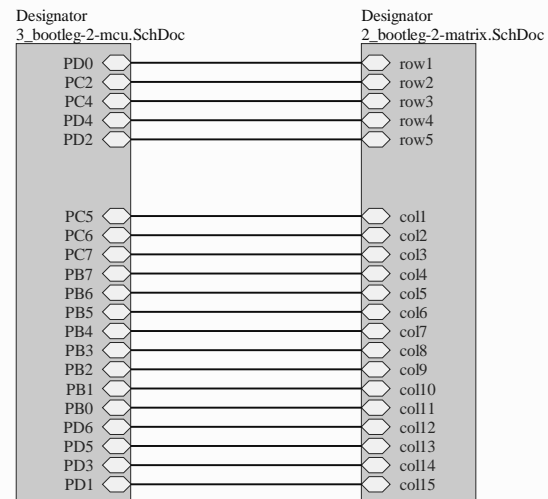 Designator
3_bootleg-2-mcu.SchDoc
Designator
2_bootleg-2-matrix.SchDoc
PD0 row1
PC2 row2
PC4 row3
PD4 row4
PD2 row5
PC5 col1
PC6 col2
PC7 col3
PB7 col4
PB6 col5
PB5 col6
PB4 col7
PB3 col8
PB2 col9
PB1 col10
PB0 col11
PD6 col12
PD5 col13
PD3 col14
PD1 col15